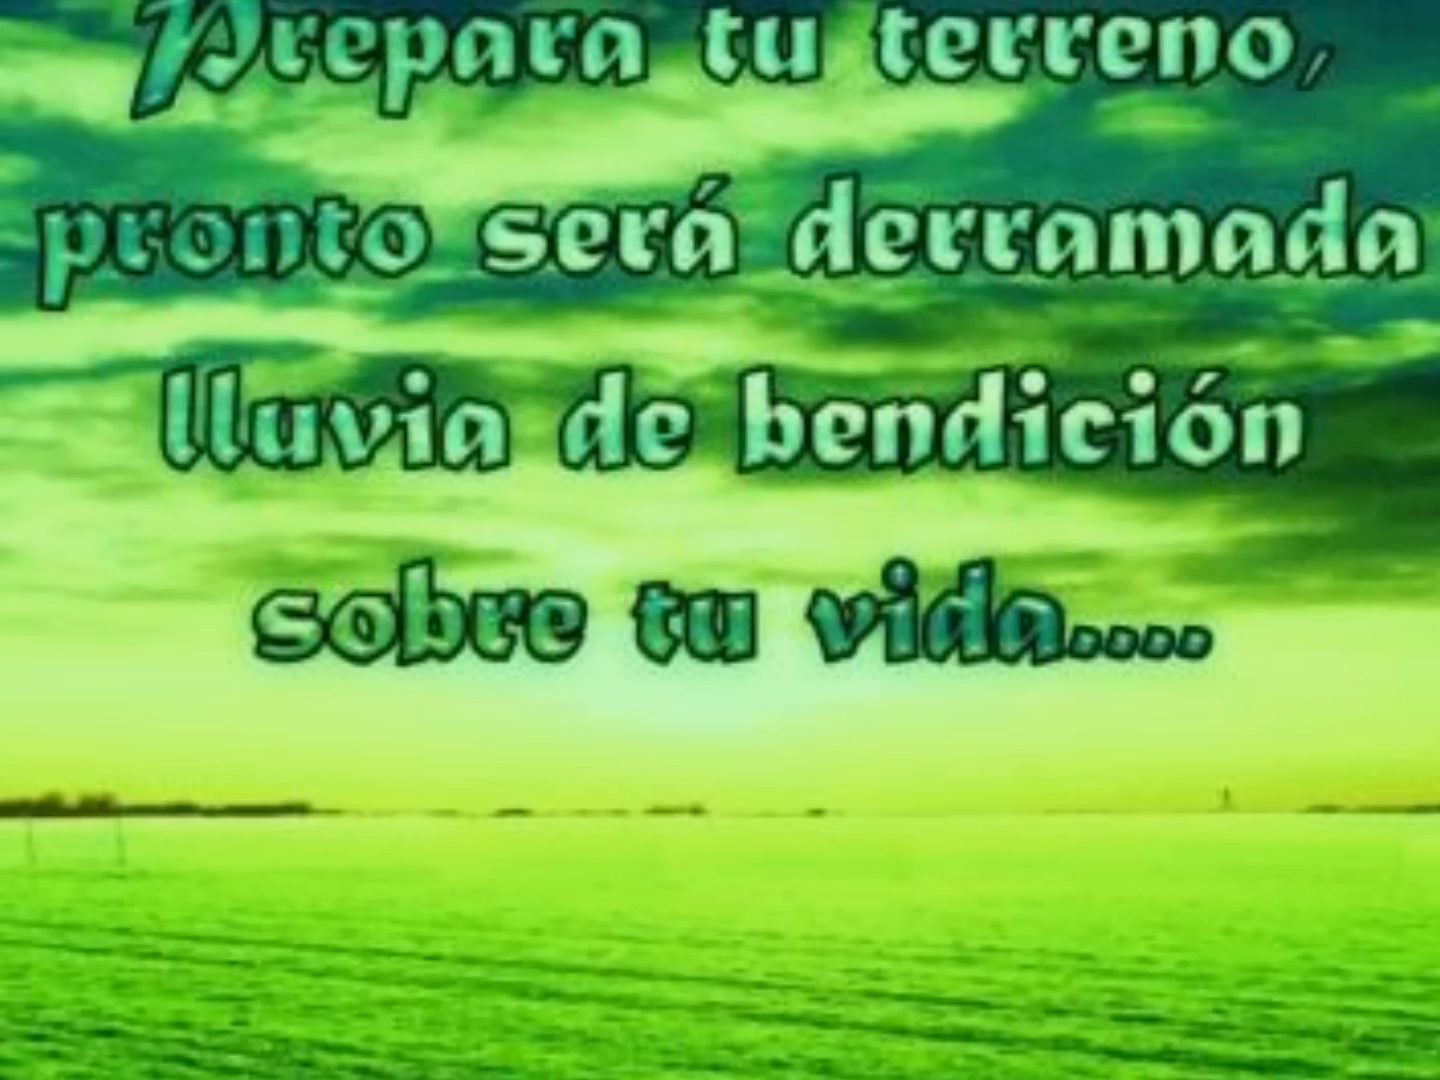 Prepara tu terreno,
pronto será derramada
lluvia de bendición
sobre tu vida....